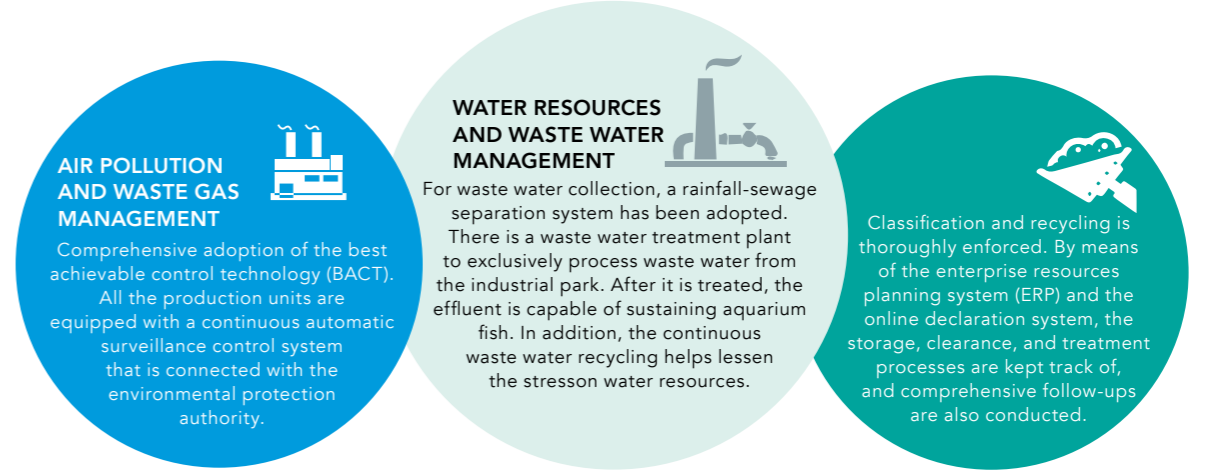 AIR POLLUTION
AND WASTE GAS
MANAGEMENT
Comprehensive adoption of the best
achievable control technology (BACT).
All the production units are
equipped with a continuous automatic
surveillance control system
that is connected with the
environmental protection
authority.
WATER RESOURCES
AND WASTE WATER
MANAGEMENT
For waste water collection, a rainfall-sewage
separation system has been adopted.
There is a waste water treatment plant
to exclusively process waste water from
the industrial park. After it is treated, the
effluent is capable of sustaining aquarium
fish. In addition, the continuous
waste water recycling helps lessen
the stresson water resources.
Classification and recycling is
thoroughly enforced. By means
of the enterprise resources
planning system (ERP) and the
online declaration system, the
storage, clearance, and treatment
processes are kept track of,
and comprehensive follow-ups
are also conducted.